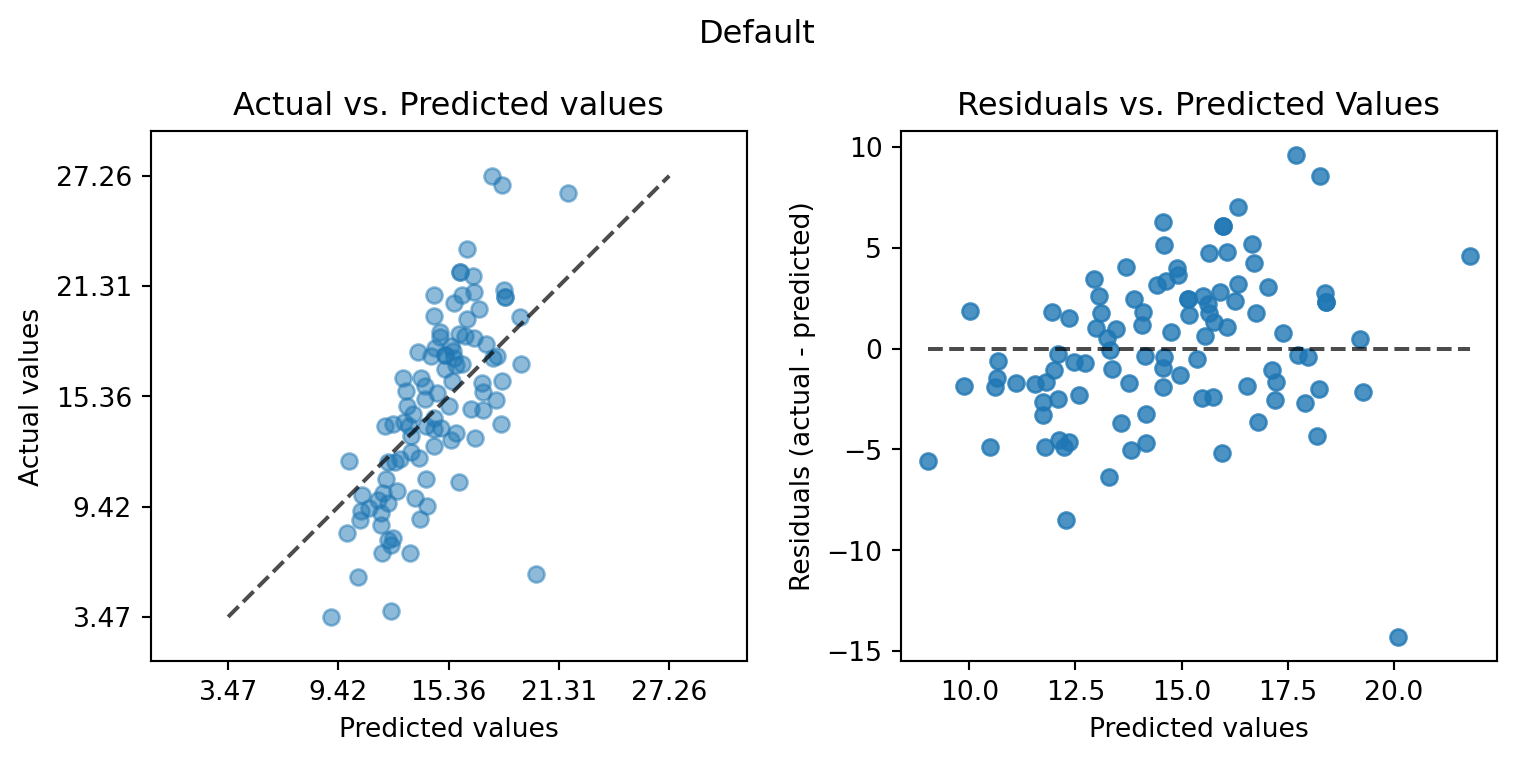 Default
Actual vs. Predicted values
27.26
21.31
15.36
9.42
3.47
Actual values
3.47 9.42 15.36 21.31 27.26
Predicted values
Residuals vs. Predicted Values
10
5
0
−5
−10
−15
Residuals (actual - predicted)
10.0 12.5 15.0 17.5 20.0
Predicted values